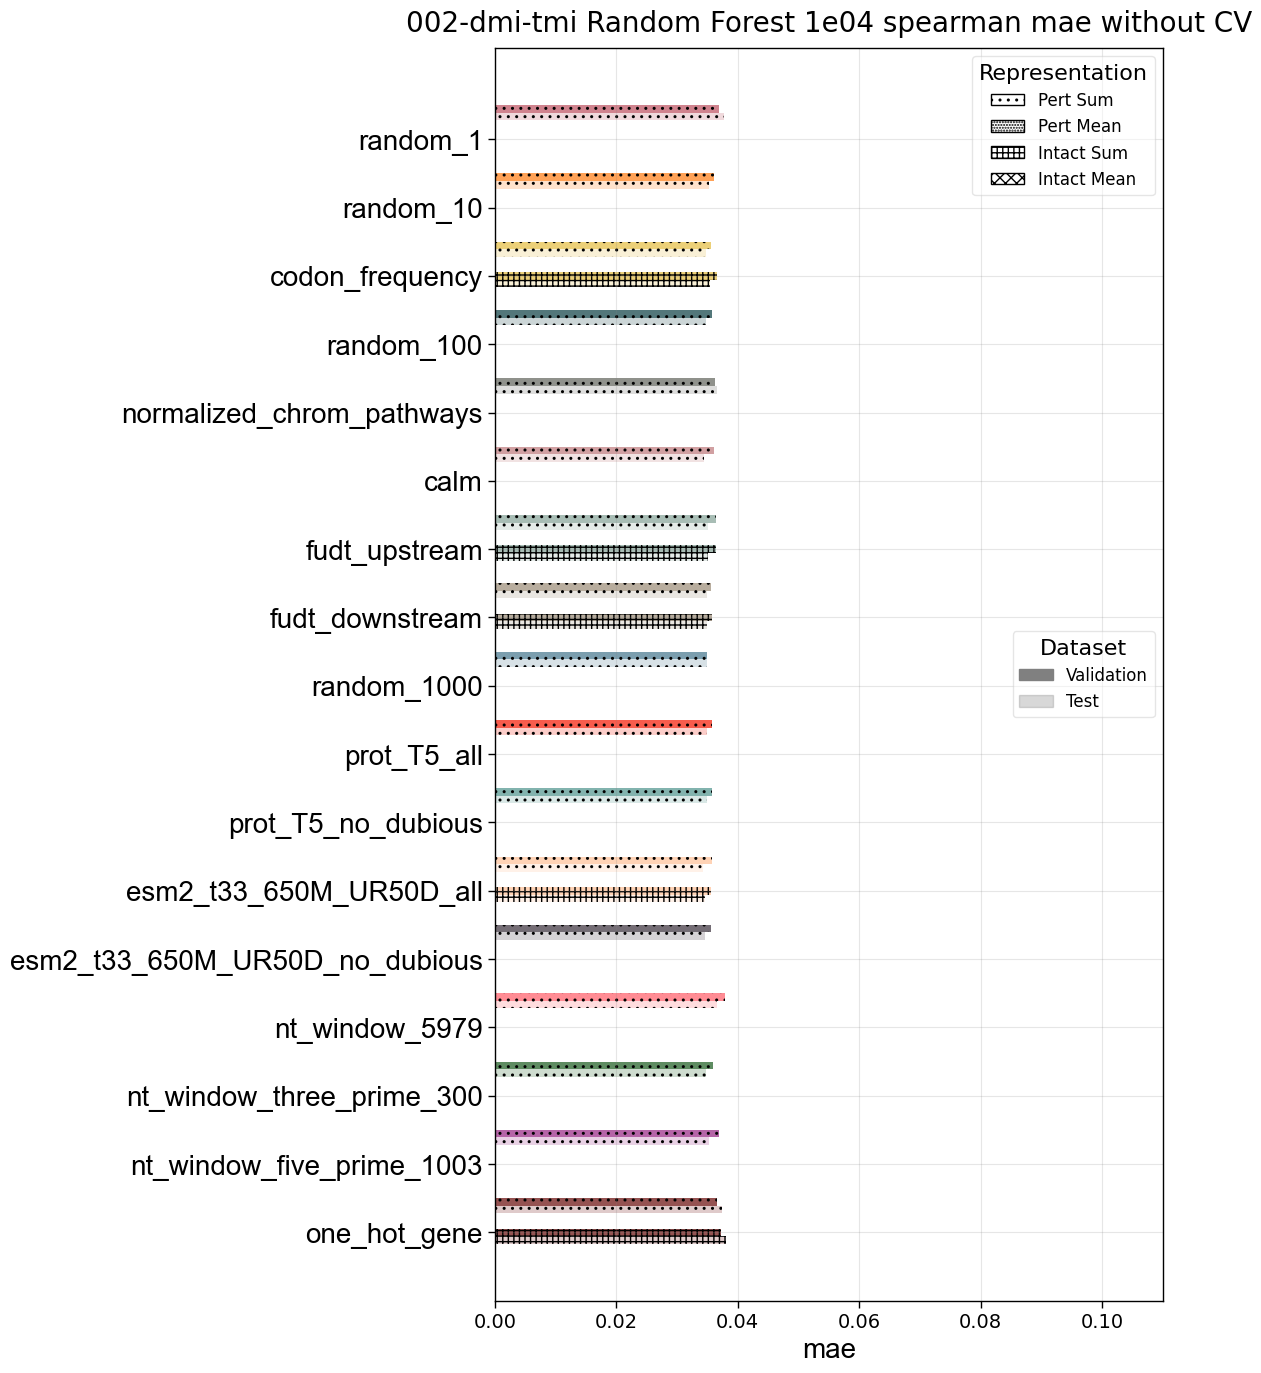 002-dmi-tmi Random Forest 1e04 spearman mae without CV
Representation
Pert Sum
Pert Mean
Intact Sum
Intact Mean
random_1
random_10
codon_frequency
random_100
normalized_chrom_pathways
calm
fudt_upstream
fudt_downstream
Dataset
Validation
Test
random_1000
prot_T5_all
prot_T5_no_dubious
esm2_t33_650M_UR50D_all
esm2_t33_650M_UR50D_no_dubious
nt_window_5979
nt_window_three_prime_300
nt_window_five_prime_1003
one_hot_gene
0.00 0.02 0.04 0.06 0.08 0.10
mae